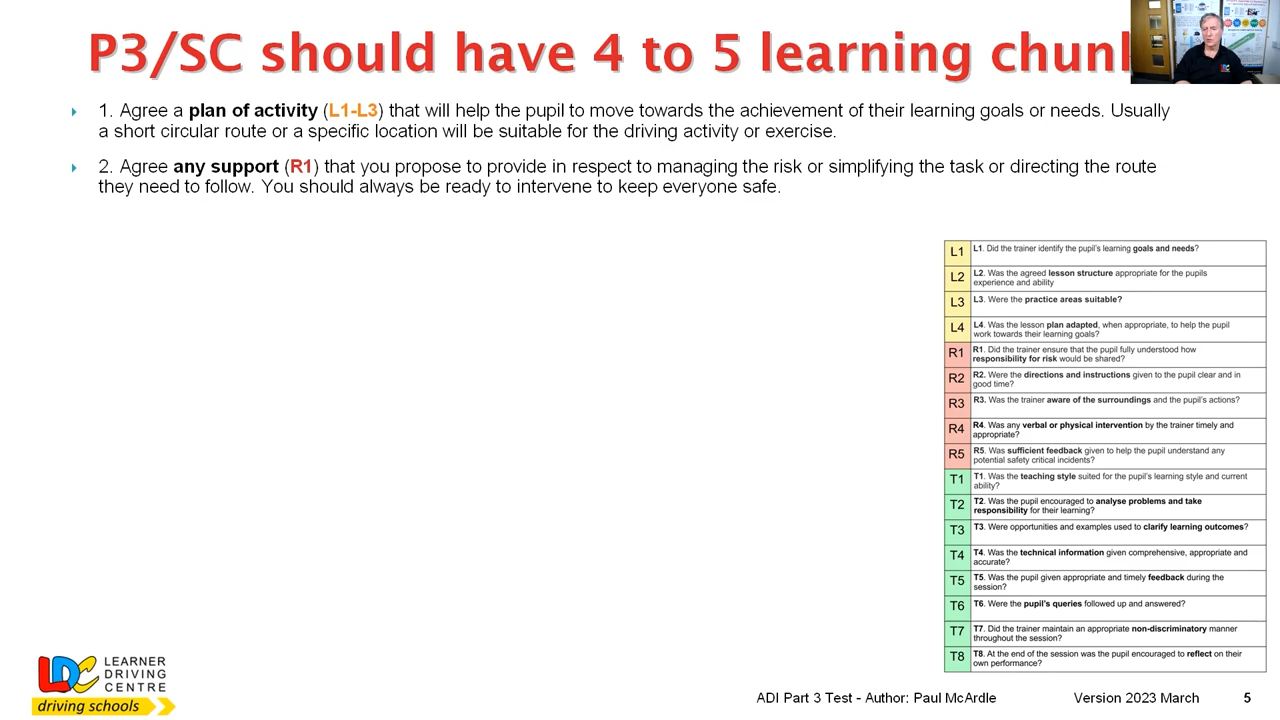 P3/SC should have 4 to 5 learning chun
1. Agree a plan of activity (L1-L3) that will help the pupil to move towards the achievement of their learning goals or needs. Usually
a short circular route or a specific location will be suitable for the driving activity or exercise.
2. Agree any support (R1) that you propose to provide in respect to managing the risk or simplifying the task or directing the route
they need to follow. You should always be ready to intervene to keep everyone safe.
L1 L1. Did the trainer identify the pupil's learning goals and needs?
L2 L2. Was the agreed lesson structure appropriate for the pupils
experience and ability
L3 L3. Were the practice areas suitable?
L4 L4. Was the lesson plan adapted, when appropriate, to help the pupil
work towards their learning goals?
R1 R1. Did the trainer ensure that the pupil fully understood how
responsibility for risk would be shared?
R2 R2. Were the directions and instructions given to the pupil clear and in
good time?
R3 R3. Was the trainer aware of the surroundings and the pupil's actions?
R4 R4. Was any verbal or physical intervention by the trainer timely and
appropriate?
R5 R5. Was sufficient feedback given to help the pupil understand any
potential safety critical incidents?
T1 T1. Was the teaching style suited for the pupil's learning style and current
ability?
T2 T2. Was the pupil encouraged to analyse problems and take
responsibility for their learning?
T3 T3. Were opportunities and examples used to clarify learning outcomes?
T4 T4. Was the technical information given comprehensive, appropriate and
accurate?
T5 T5. Was the pupil given appropriate and timely feedback during the
session?
T6 T6. Were the pupil's queries followed up and answered?
T7 T7. Did the trainer maintain an appropriate non-discriminatory manner
throughout the session?
T8 T8. At the end of the session was the pupil encouraged to reflect on their
own performance?
LDC LEARNER
DRIVING
CENTRE
driving schools
ADI Part 3 Test - Author: Paul McArdle Version 2023 March 5